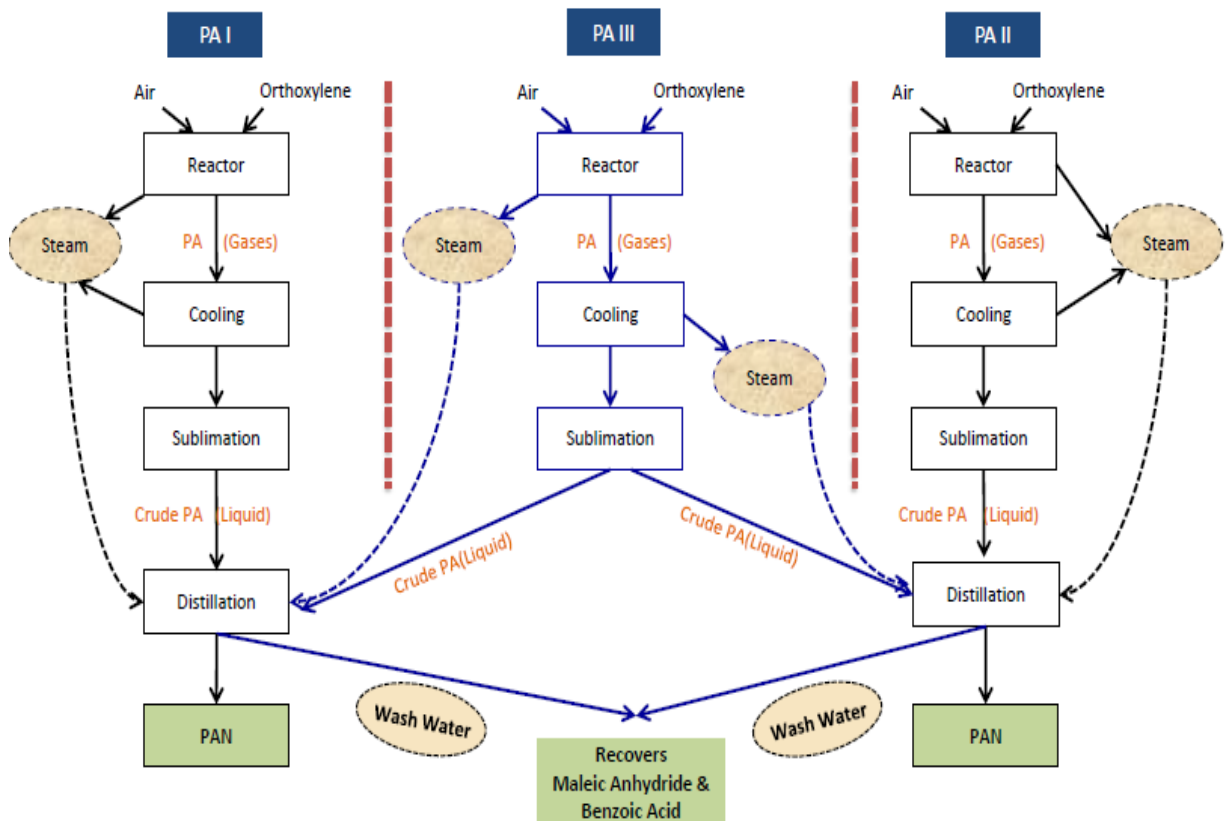 PA I
PA III
PA II
Air
Orthoxylene
Air
Orthoxylene
Air
Orthoxylene
Reactor
Reactor
Reactor
Steam
PA (Gases)
Steam
PA (Gases)
PA (Gases)
Steam
Cooling
Cooling
Cooling
Steam
Sublimation
Sublimation
Sublimation
Crude PA (Liquid)
Crude PA(Liquid)
Crude PA(Liquid)
Crude PA (Liquid)
Distillation
Distillation
Wash Water
Wash Water
PAN
PAN
Recovers
Maleic Anhydride &
Benzoic Acid